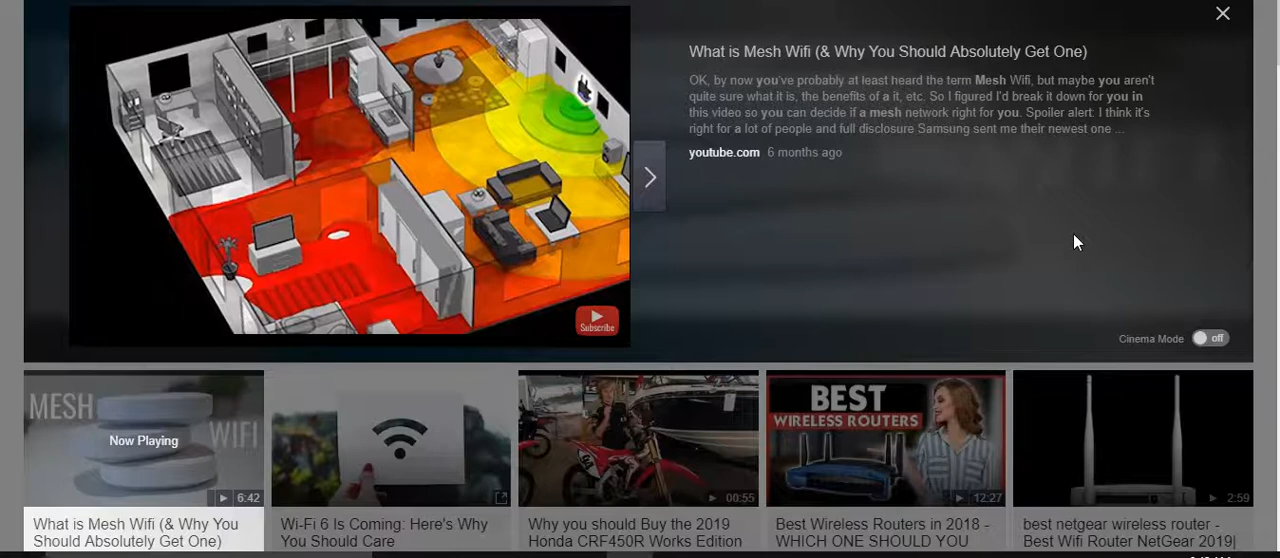 What is Mesh Wifi (& Why You Should Absolutely Get One)
OK, by now you've probably at least heard the term Mesh Wifi, but maybe you aren't
quite sure what it is, the benefits of a it, etc. So I figured I'd break it down for you in
this video so you can decide if a mesh network right for you. Spoiler alert: I think it's
right for a lot of people and full disclosure Samsung sent me their newest one ...
youtube.com 6 months ago
Subscribe
Cinema Mode off
MESH
WIFI
Now Playing
6:42
What is Mesh Wifi (& Why You
Should Absolutely Get One)
Wi-Fi 6 Is Coming: Here's Why
You Should Care
00:55
Why you should Buy the 2019
Honda CRF450R Works Edition
BEST
WIRELESS ROUTERS
12:27
Best Wireless Routers in 2018 -
WHICH ONE SHOULD YOU
2:59
best netgear wireless router -
Best Wifi Router NetGear 2019|